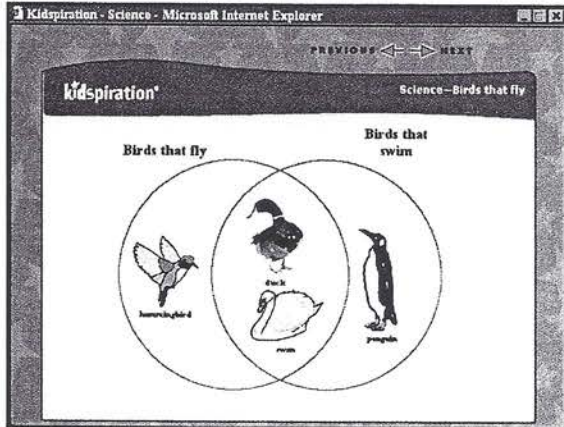 Kidspiration - Science - Microsoft Internet Explorer
PREVIOUS NEXT
kidspiration®
Science—Birds that fly
Birds that fly
Birds that
swim
duck
hummingbird
swan
penguin